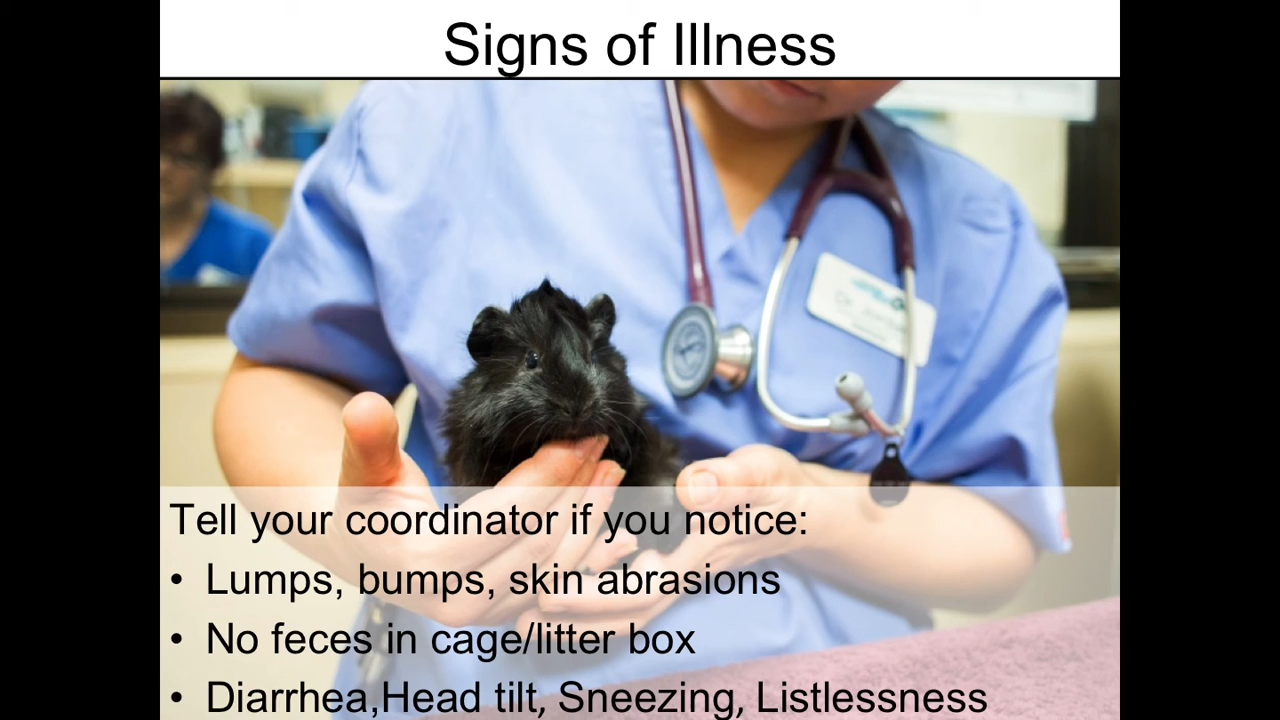 Signs of Illness
Dr.
Tell your coordinator if you notice:
• Lumps, bumps, skin abrasions
• No feces in cage/litter box
• Diarrhea,Head tilt, Sneezing, Listlessness